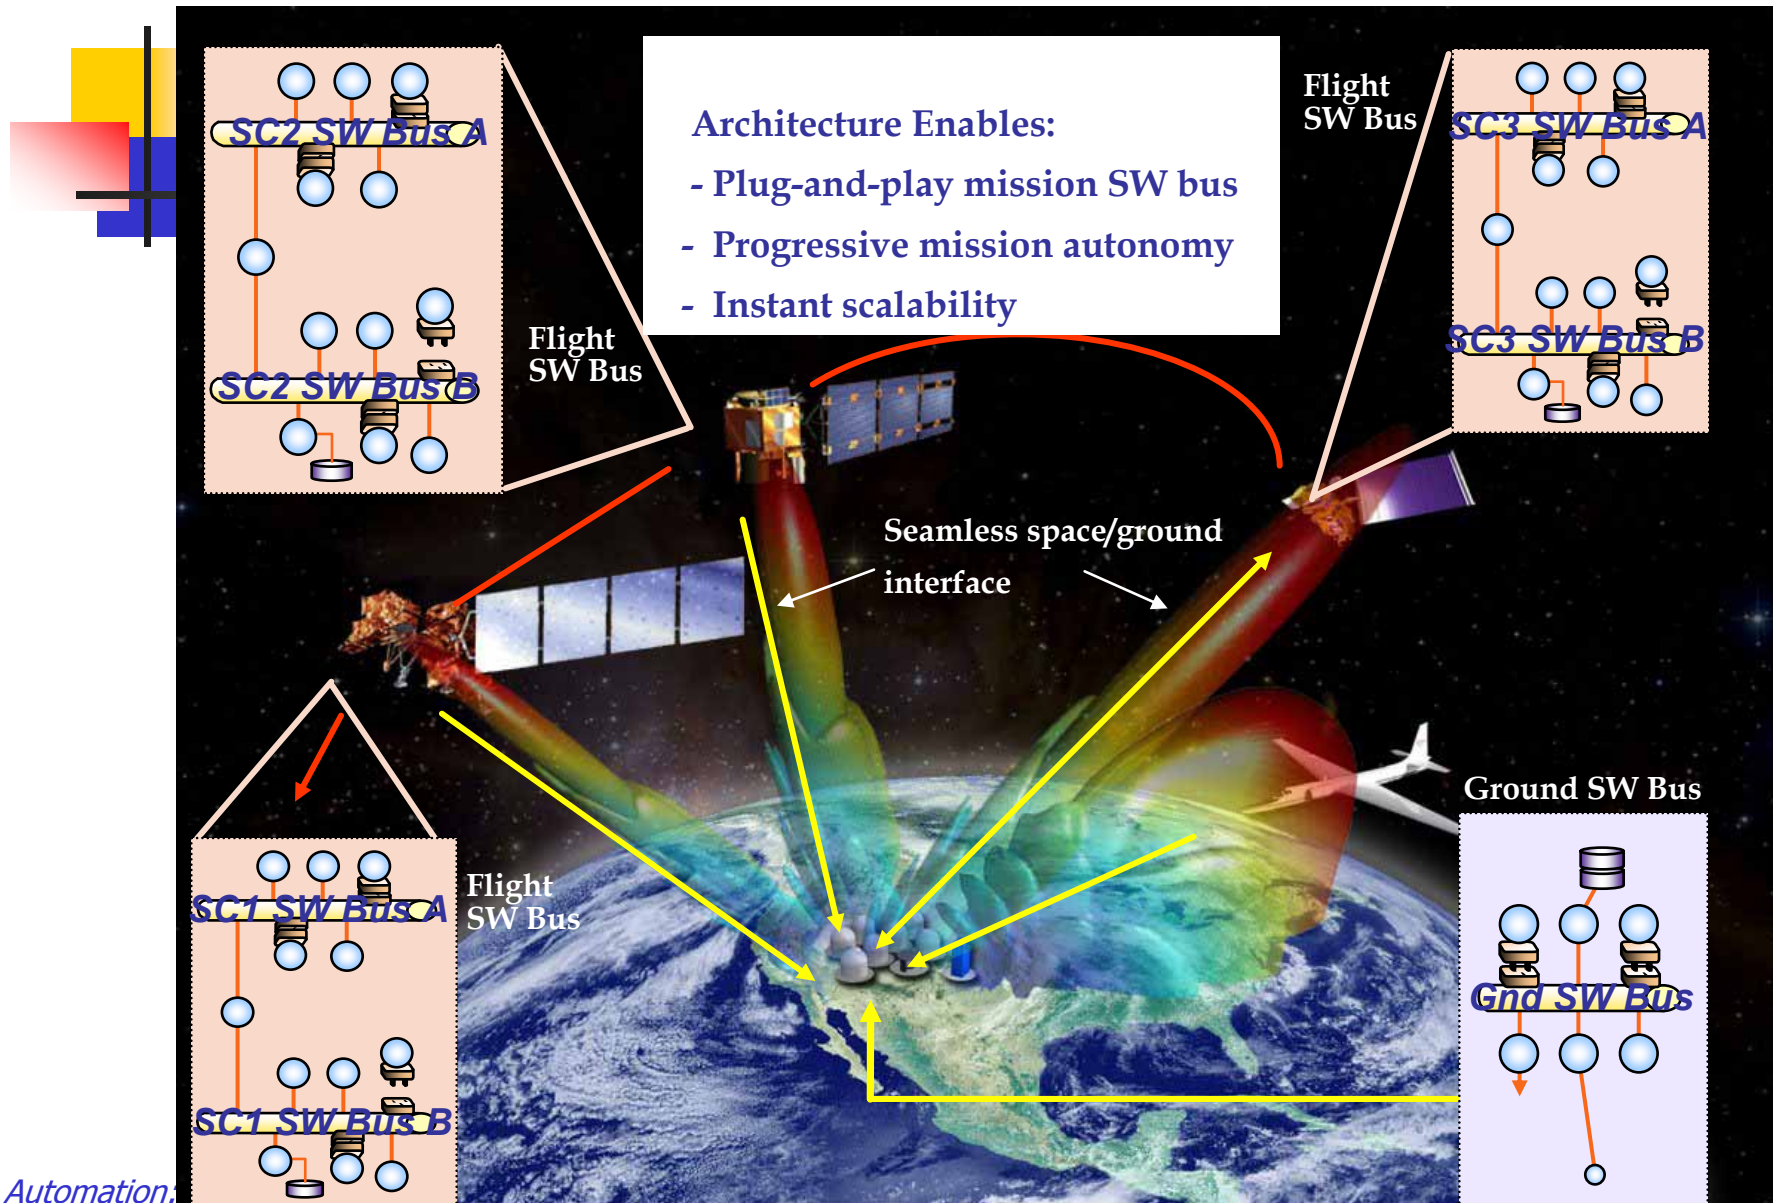 Architecture Enables:
- Plug-and-play mission SW bus
- Progressive mission autonomy
- Instant scalability
SC2 SW Bus A
SC2 SW Bus B
Flight
SW Bus
Flight
SW Bus
SC3 SW Bus A
SC3 SW Bus B
Seamless space/ground
interface
SC1 SW Bus A
SC1 SW Bus B
Flight
SW Bus
Ground SW Bus
Gnd SW Bus
Automation: